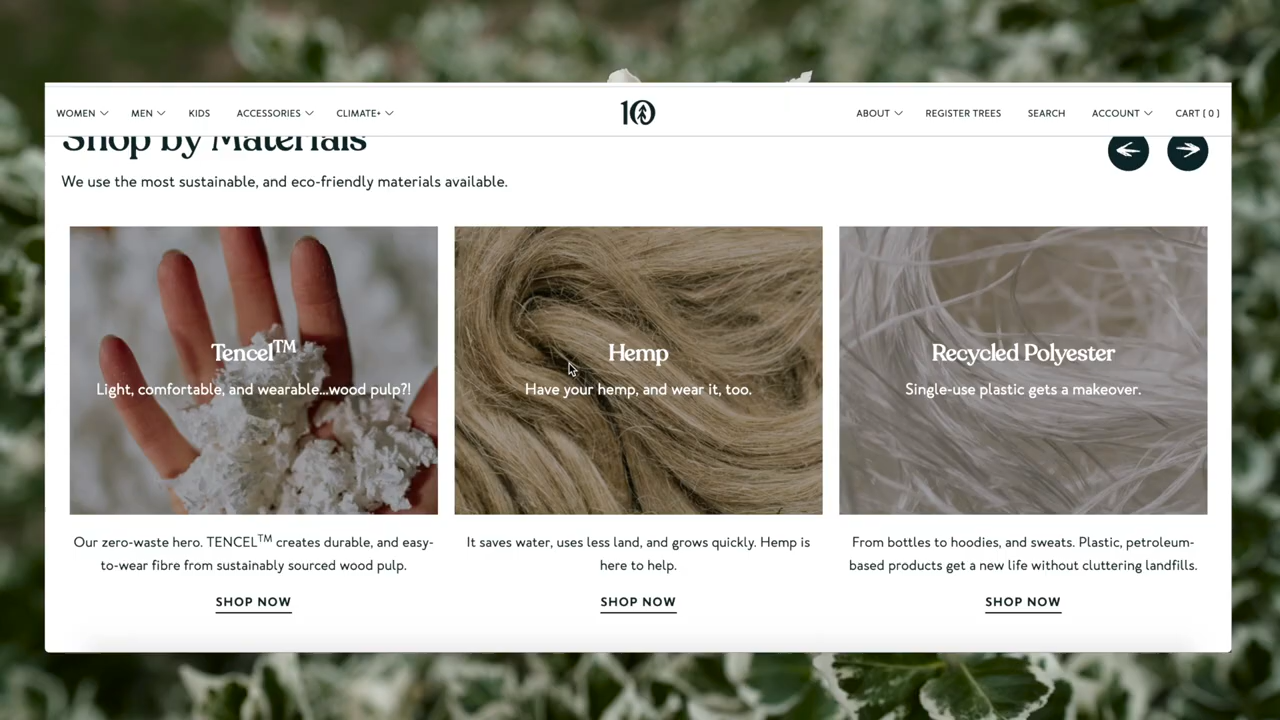 WOMEN MEN KIDS ACCESSORIES CLIMATE+ 10 ABOUT REGISTER TREES SEARCH ACCOUNT CART ( 0 )
Shop by Materials
We use the most sustainable, and eco-friendly materials available.
Tencel™
Light, comfortable, and wearable...wood pulp?!
Our zero-waste hero. TENCEL™ creates durable, and easy-
to-wear fibre from sustainably sourced wood pulp.
SHOP NOW
Hemp
Have your hemp, and wear it, too.
It saves water, uses less land, and grows quickly. Hemp is
here to help.
SHOP NOW
Recycled Polyester
Single-use plastic gets a makeover.
From bottles to hoodies, and sweats. Plastic, petroleum-
based products get a new life without cluttering landfills.
SHOP NOW